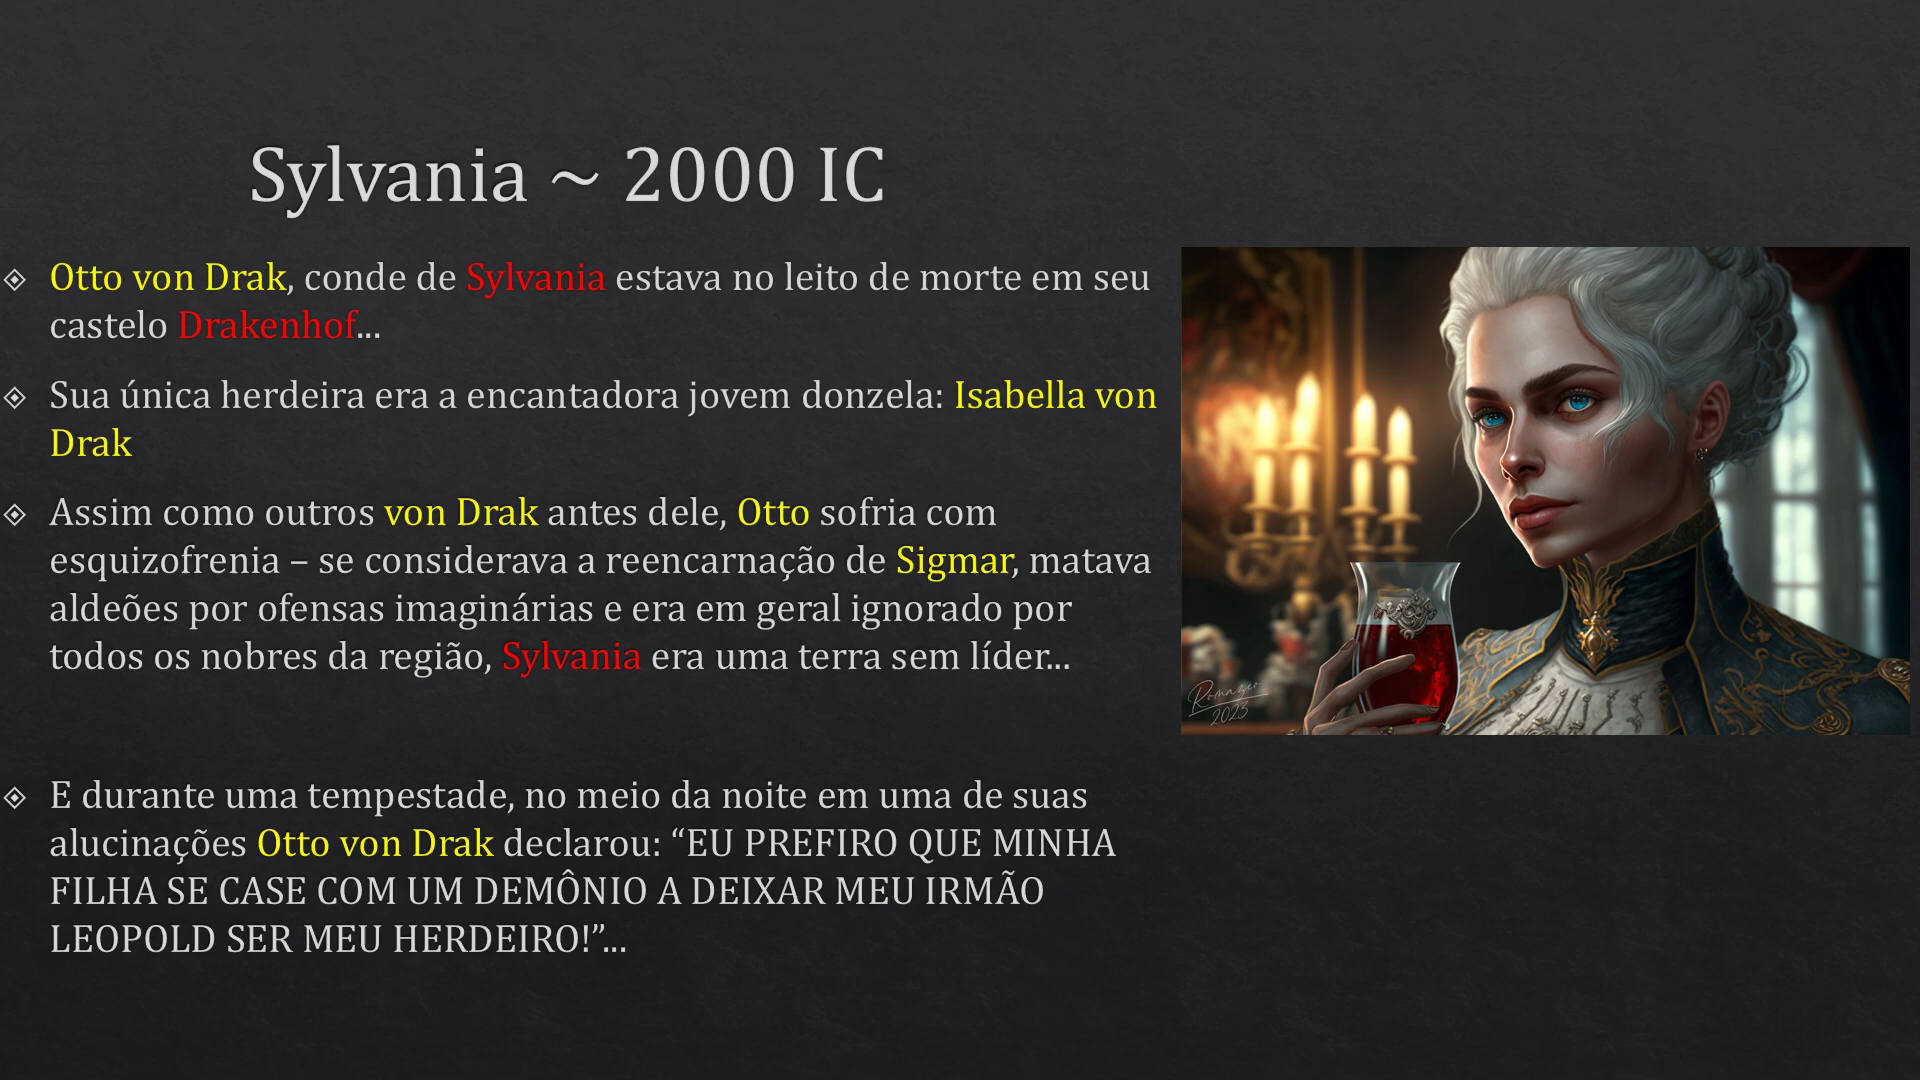 Sylvania ~ 2000 IC
Otto von Drak, conde de Sylvania estava no leito de morte em seu
castelo Drakenhof...
Sua única herdeira era a encantadora jovem donzela: Isabella von
Drak
Assim como outros von Drak antes dele, Otto sofria com
esquizofrenia – se considerava a reencarnação de Sigmar, matava
aldeões por ofensas imaginárias e era em geral ignorado por
todos os nobres da região, Sylvania era uma terra sem líder...
E durante uma tempestade, no meio da noite em uma de suas
alucinações Otto von Drak declarou: “EU PREFIRO QUE MINHA
FILHA SE CASE COM UM DEMÔNIO A DEIXAR MEU IRMÃO
LEOPOLD SER MEU HERDEIRO!”...
2023